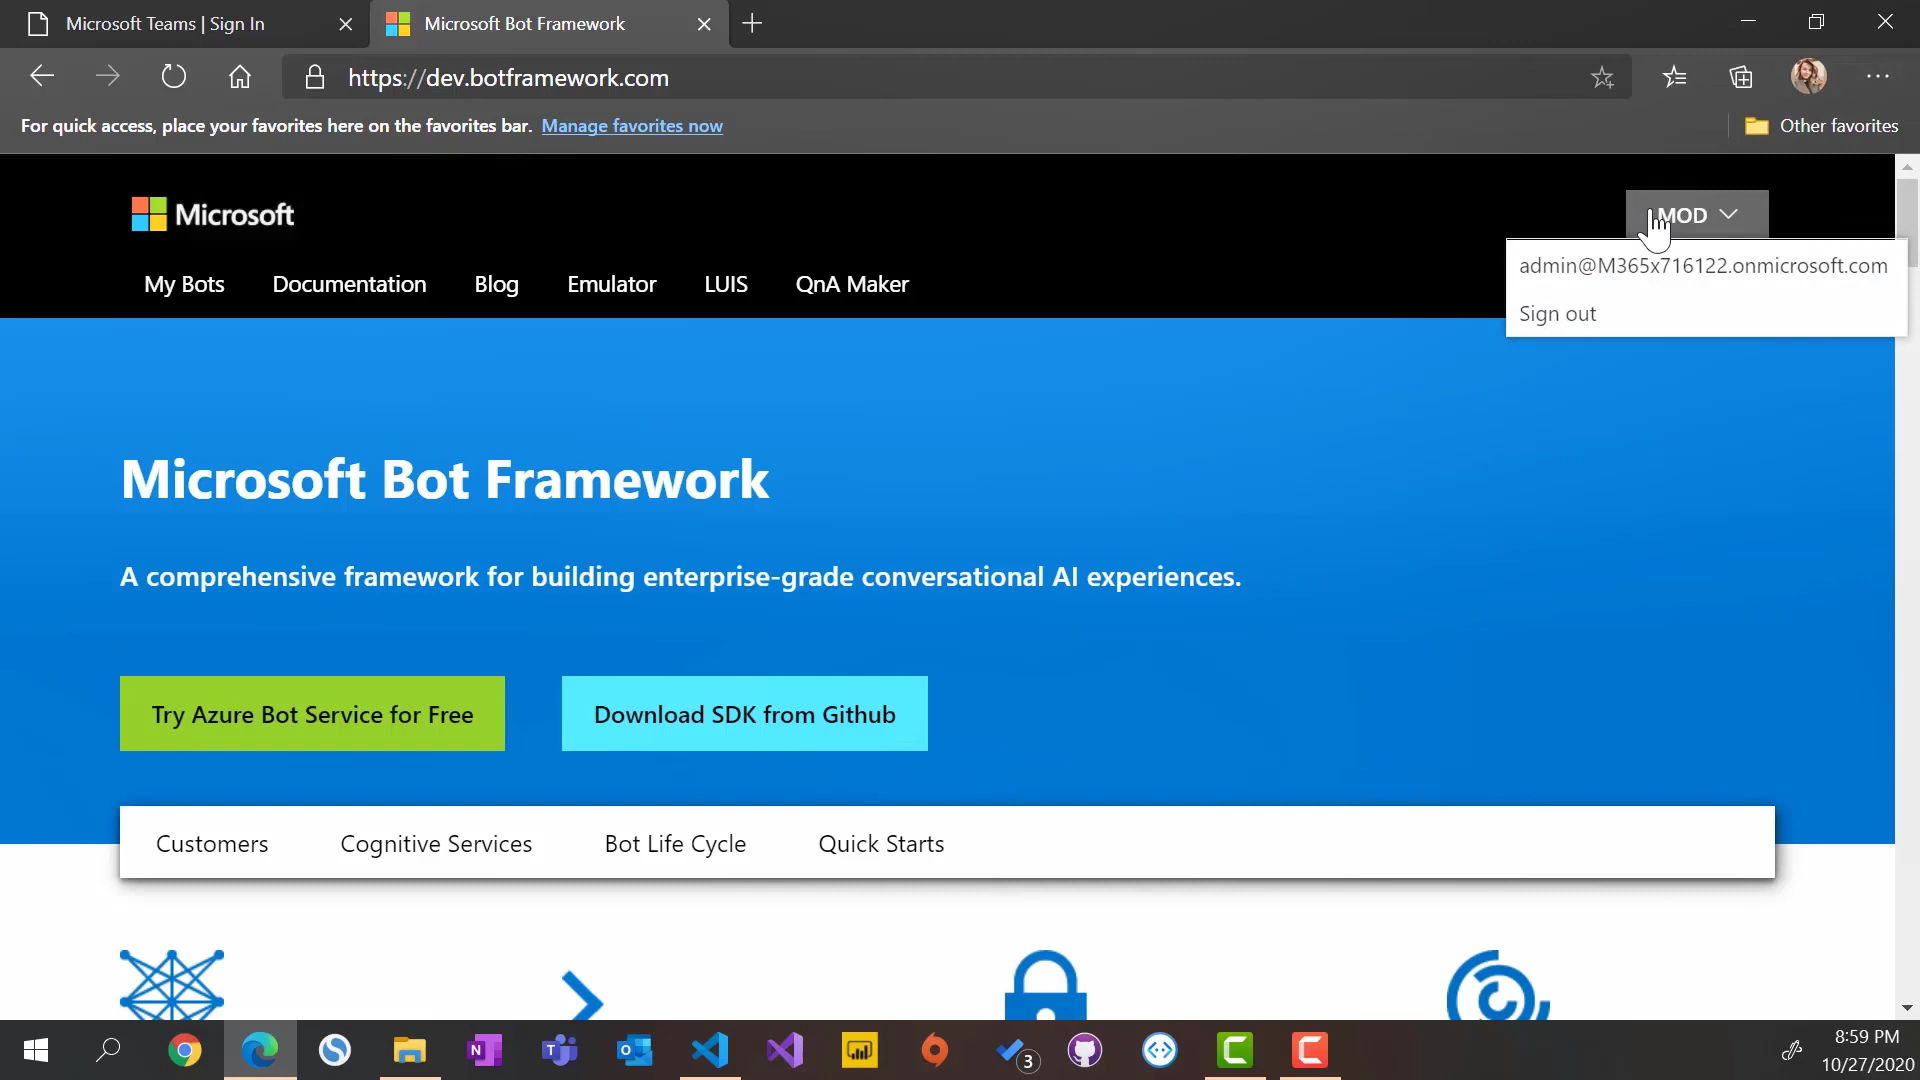 Microsoft Teams | Sign In
Microsoft Bot Framework
https://dev.botframework.com
For quick access, place your favorites here on the favorites bar. Manage favorites now
Other favorites
Microsoft
MOD
My Bots
Documentation
Blog
Emulator
LUIS
QnA Maker
admin@M365x716122.onmicrosoft.com
Sign out
Microsoft Bot Framework
A comprehensive framework for building enterprise-grade conversational AI experiences.
Try Azure Bot Service for Free
Download SDK from Github
Customers
Cognitive Services
Bot Life Cycle
Quick Starts
3
8:59 PM
10/27/2020